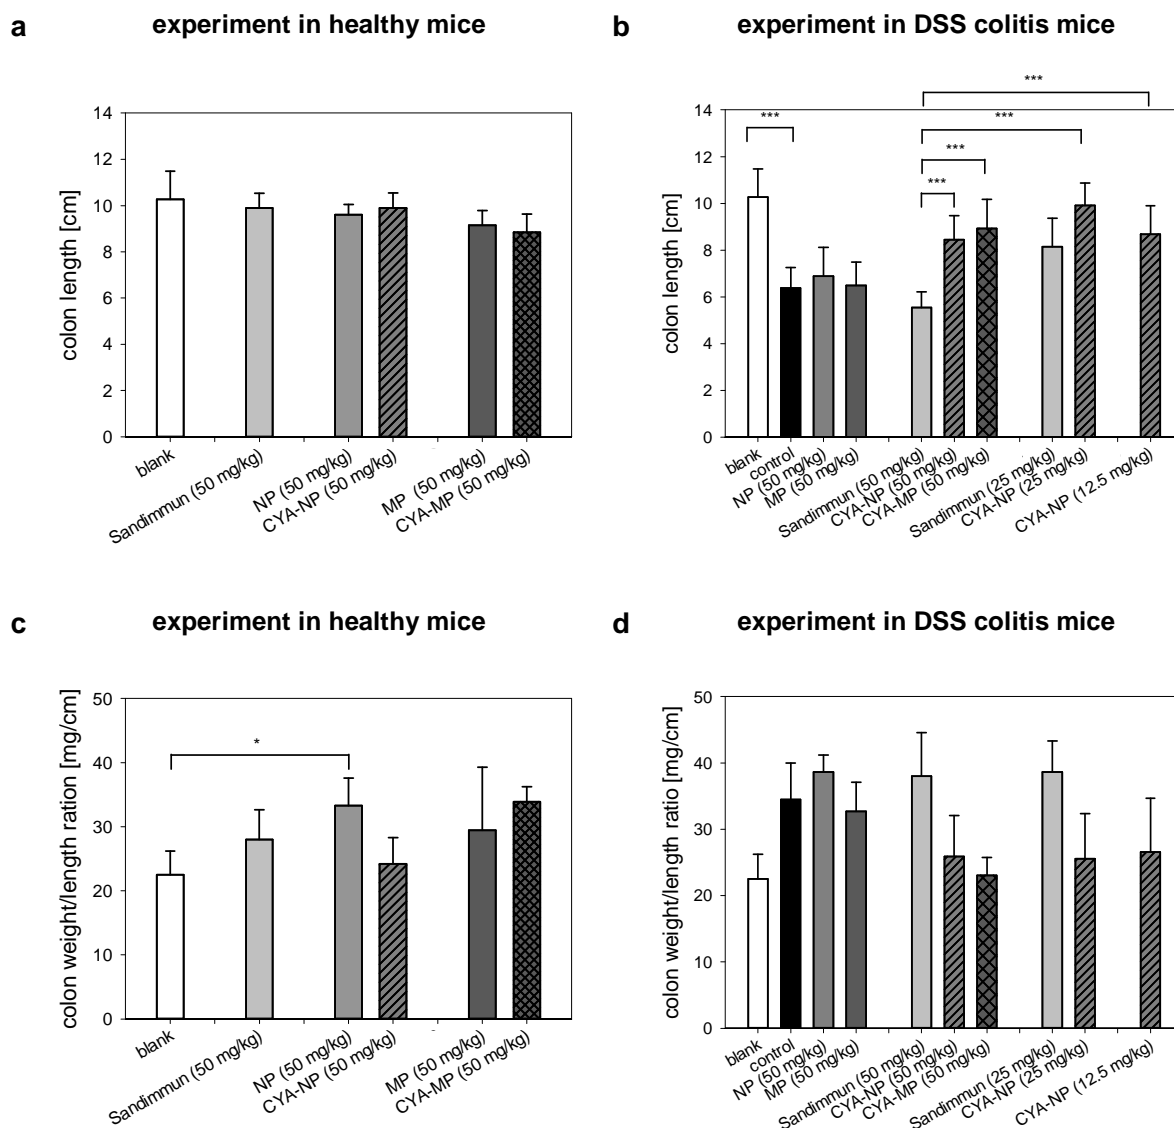 a experiment in healthy mice
b experiment in DSS colitis mice
colon length [cm]
14
12
10
8
6
4
2
0
blank
Sandimmun (50 mg/kg)
NP (50 mg/kg)
CYA-NP (50 mg/kg)
MP (50 mg/kg)
CYA-MP (50 mg/kg)
colon length [cm]
14
12
10
8
6
4
2
0
***
***
***
***
***
blank
control
NP (50 mg/kg)
MP (50 mg/kg)
Sandimmun (50 mg/kg)
CYA-NP (50 mg/kg)
CYA-MP (50 mg/kg)
Sandimmun (25 mg/kg)
CYA-NP (25 mg/kg)
CYA-NP (12.5 mg/kg)
c experiment in healthy mice
d experiment in DSS colitis mice
colon weight/length ration [mg/cm]
50
40
30
20
10
0
*
blank
Sandimmun (50 mg/kg)
NP (50 mg/kg)
CYA-NP (50 mg/kg)
MP (50 mg/kg)
CYA-MP (50 mg/kg)
colon weight/length ratio [mg/cm]
50
40
30
20
10
0
blank
control
NP (50 mg/kg)
MP (50 mg/kg)
Sandimmun (50 mg/kg)
CYA-NP (50 mg/kg)
CYA-MP (50 mg/kg)
Sandimmun (25 mg/kg)
CYA-NP (25 mg/kg)
CYA-NP (12.5 mg/kg)